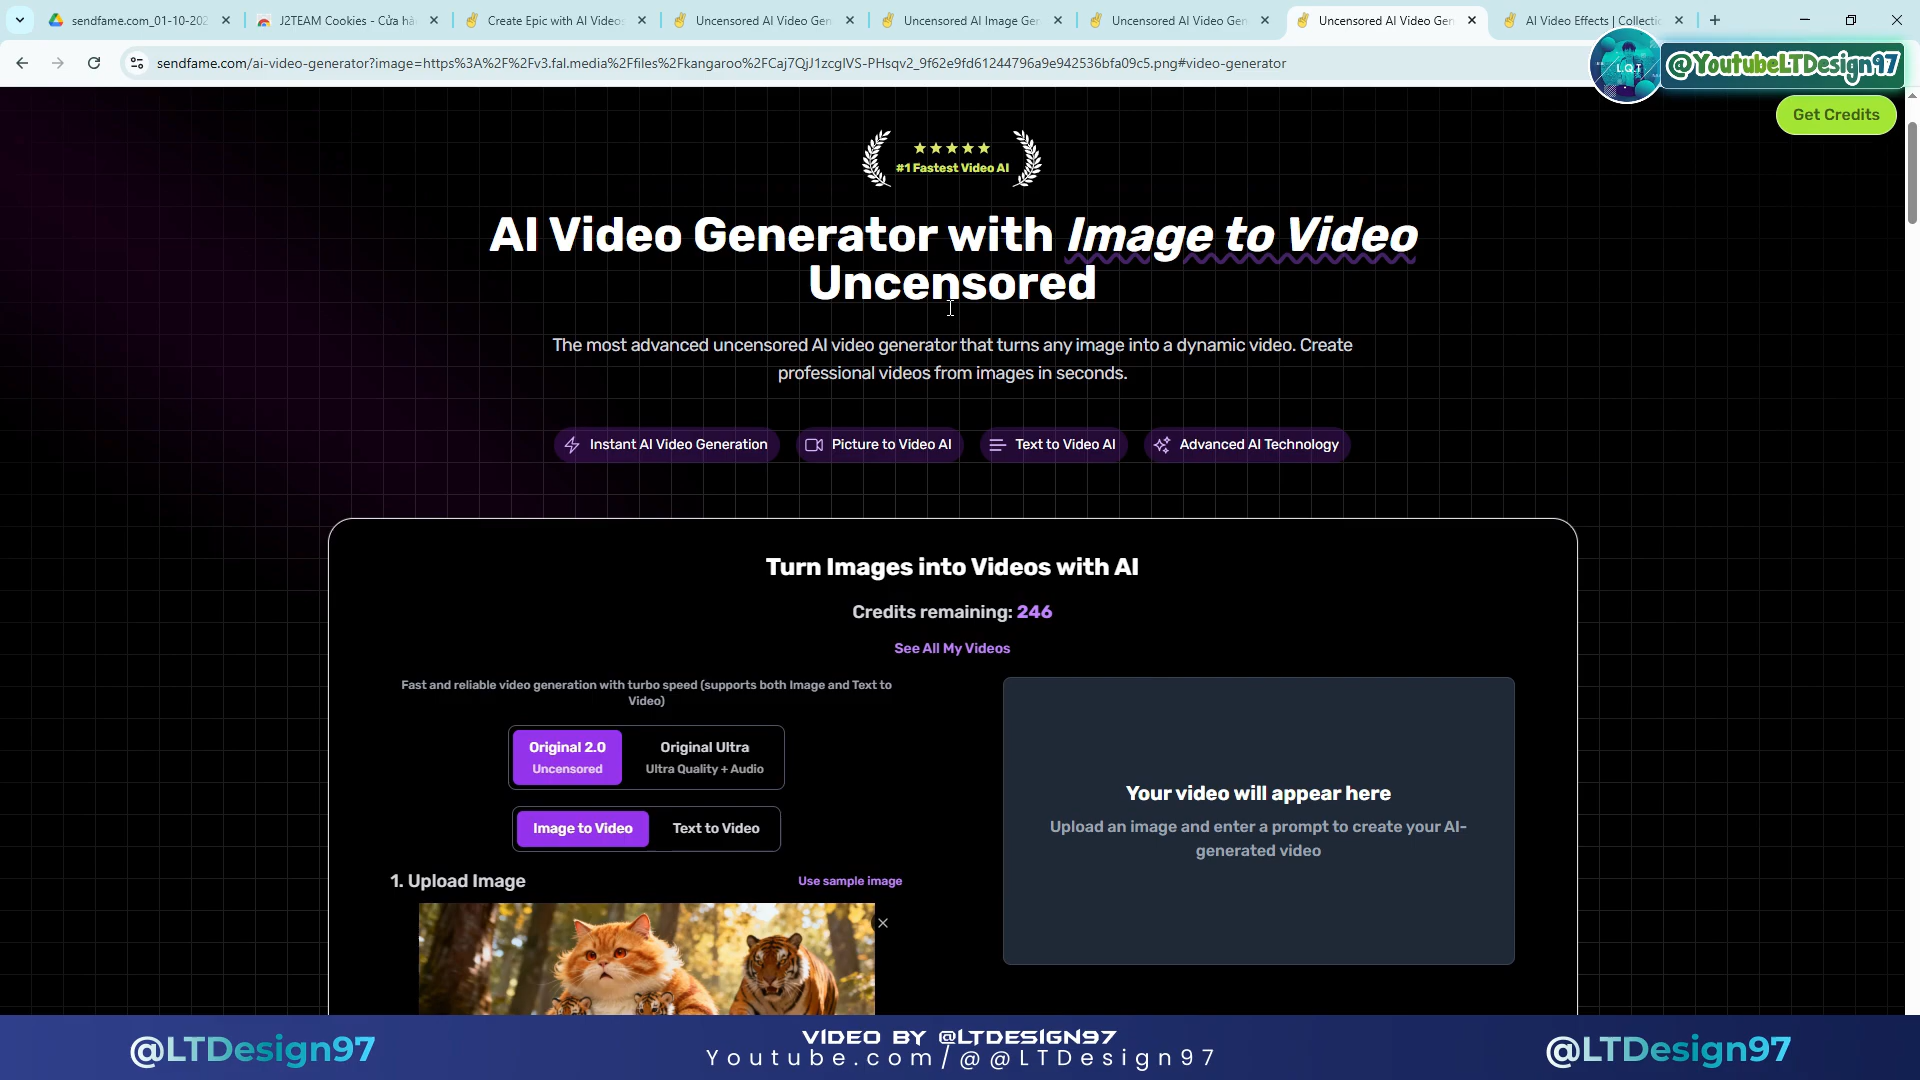 sendfame.com_01-10-202
J2TEAM Cookies - Cửa hà
Create Epic with AI Videos
Uncensored AI Video Gen
Uncensored AI Image Gen
Uncensored AI Video Gen
Uncensored AI Video Gen
AI Video Effects | Collectio
sendfame.com/ai-video-generator?image=https%3A%2F%2Fv3.fal.media%2Ffiles%2Fkangaroo%2FCaj7QjJ1zcglVS-PHsqv2_9f62e9fd61244796a9e942536bfa09c5.png#video-generator
L.Q.T
@YoutubeLTDesign97
Get Credits
#1 Fastest Video AI
AI Video Generator with Image to Video
Uncensored
The most advanced uncensored AI video generator that turns any image into a dynamic video. Create
professional videos from images in seconds.
Instant AI Video Generation
Picture to Video AI
Text to Video AI
Advanced AI Technology
Turn Images into Videos with AI
Credits remaining: 246
See All My Videos
Fast and reliable video generation with turbo speed (supports both Image and Text to
Video)
Original 2.0
Uncensored
Original Ultra
Ultra Quality + Audio
Image to Video
Text to Video
1. Upload Image
Use sample image
Your video will appear here
Upload an image and enter a prompt to create your AI-
generated video
@LTDesign97
VIDEO BY @LTDESIGN97
Youtube.com/@@LTDesign97
@LTDesign97